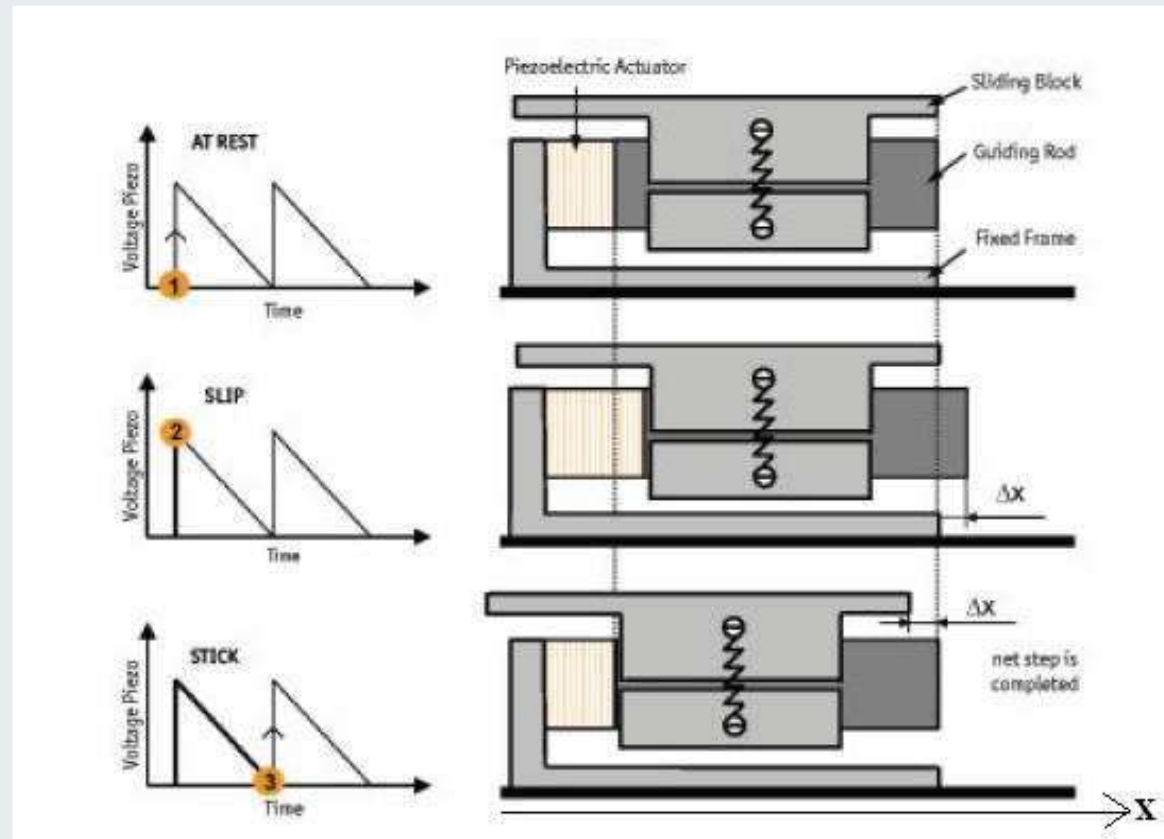 Piezoelectric Actuator
Sliding Block
AT REST
Guiding Rod
Voltage Piezo
Fixed Frame
1
Time
SLIP
2
Voltage Piezo
Δx
Time
Δx
STICK
net step is
completed
Voltage Piezo
3
Time
X